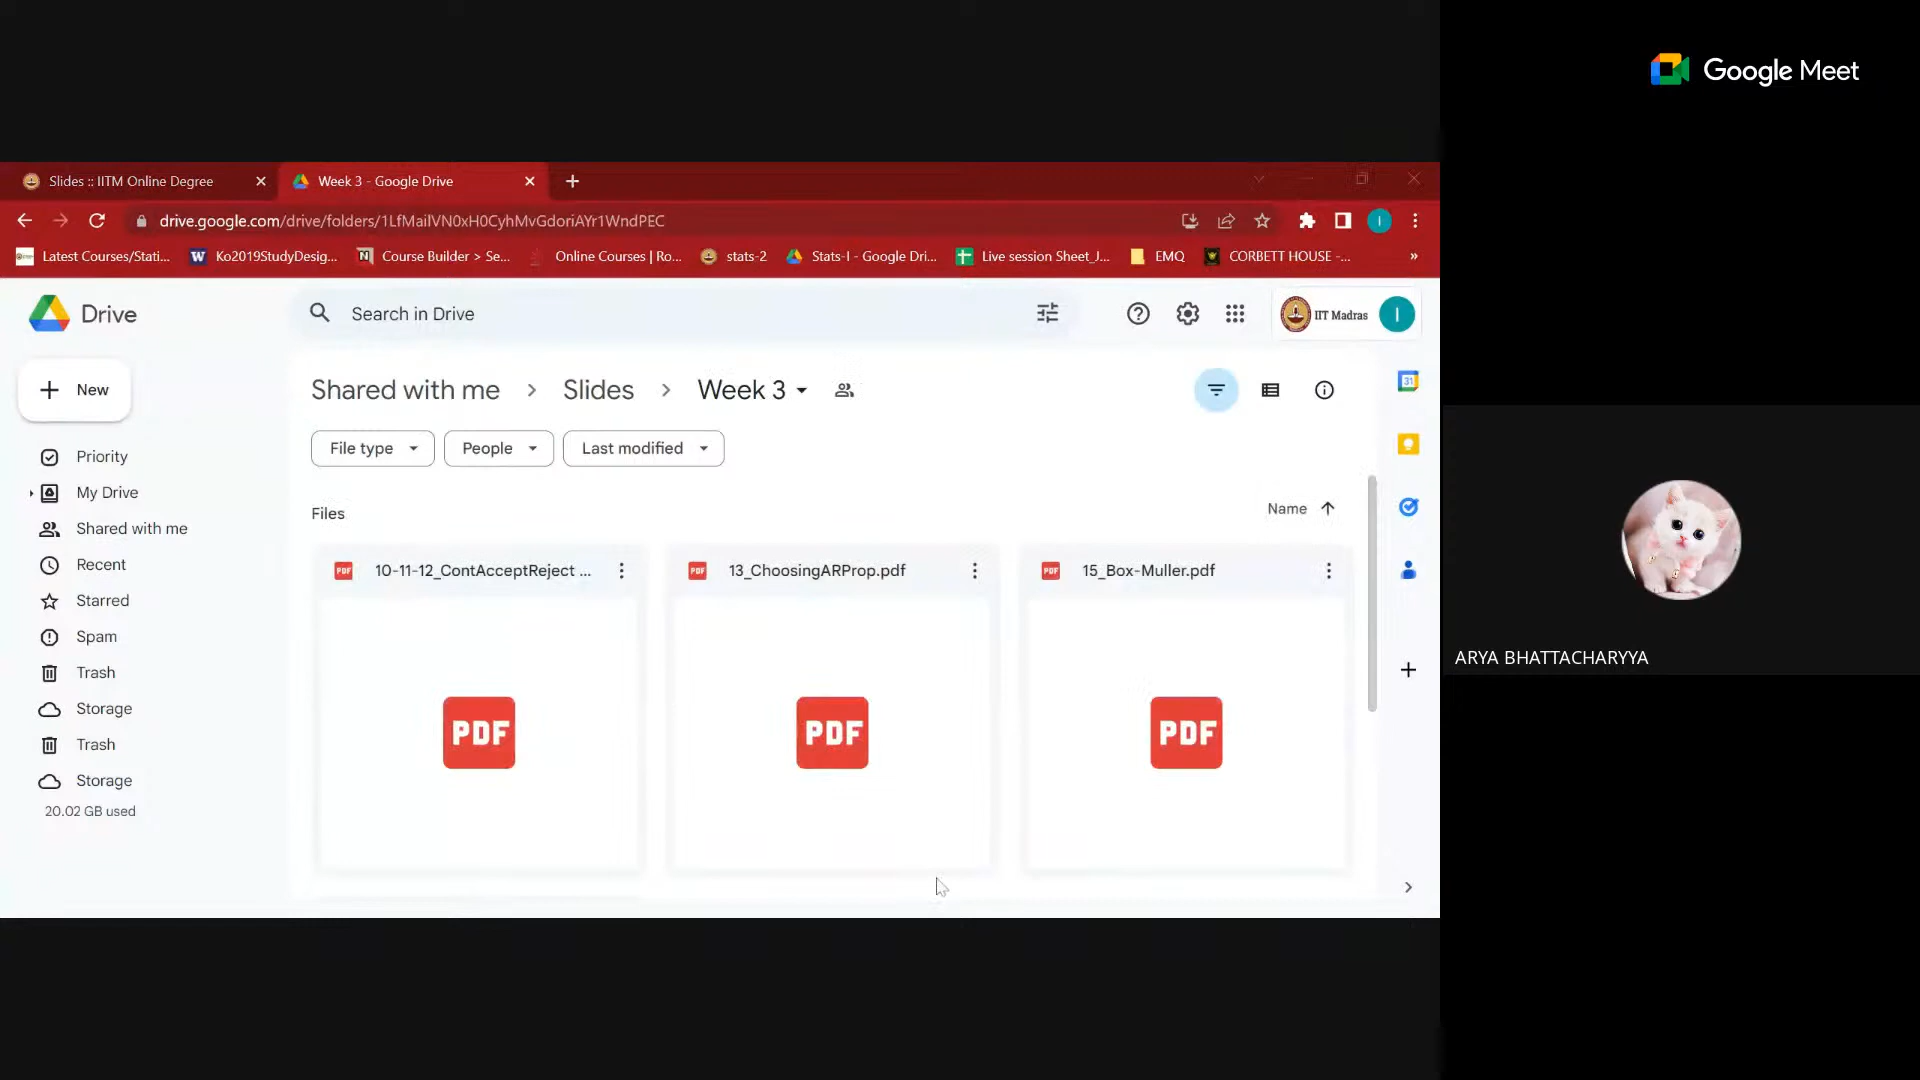 Google Meet
Slides :: IITM Online Degree
Week 3 - Google Drive
drive.google.com/drive/folders/1LfMailVN0xH0CyhMvGdoriAYr1WndPEC
Latest Courses/Stati...
Ko2019StudyDesig...
Course Builder > Se...
Online Courses | Ro...
stats-2
Stats-I - Google Dri...
Live session Sheet_J...
EMQ
CORBETT HOUSE -...
»
Drive
Search in Drive
IIT Madras
I
New
Shared with me > Slides > Week 3
File type
People
Last modified
Priority
My Drive
Shared with me
Recent
Starred
Spam
Trash
Storage
Trash
Storage
20.02 GB used
Files
Name
PDF 10-11-12_ContAcceptReject ...
PDF 13_ChoosingARProp.pdf
PDF 15_Box-Muller.pdf
PDF
PDF
PDF
31
ARYA BHATTACHARYYA